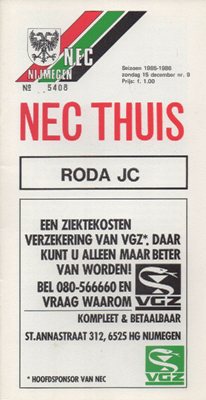 NEC
NIJMEGEN
No ..5406
Seizoen 1985-1986
zondag 15 december nr. 9
Prijs: f. 1.00
NEC THUIS
RODA JC
EEN ZIEKTEKOSTEN
VERZEKERING VAN VGZ*, DAAR
KUNT U ALLEEN MAAR BETER
VAN WORDEN!
BEL 080-566660 EN
VRAAG WAAROM
VGZ
KOMPLEET & BETAALBAAR
ST. ANNASTRAAT 312, 6525 HG NIJMEGEN
* HOOFDSPONSOR VAN NEC
VGZ